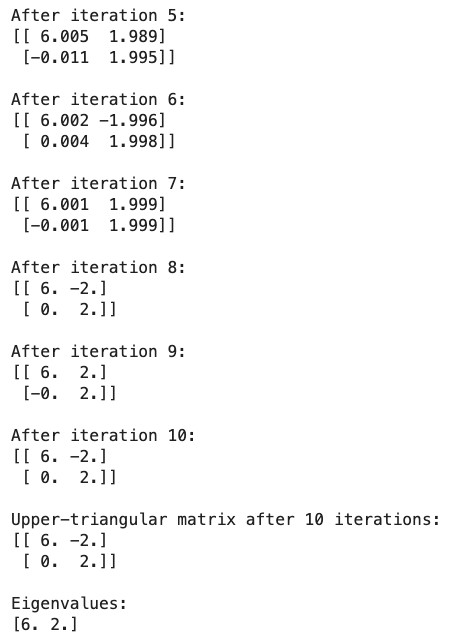 After iteration 5:
[[ 6.005  1.989]
 [-0.011  1.995]]

After iteration 6:
[[ 6.002 -1.996]
 [ 0.004  1.998]]

After iteration 7:
[[ 6.001  1.999]
 [-0.001  1.999]]

After iteration 8:
[[ 6. -2.]
 [ 0.  2.]]

After iteration 9:
[[ 6.  2.]
 [-0.  2.]]

After iteration 10:
[[ 6. -2.]
 [ 0.  2.]]

Upper-triangular matrix after 10 iterations:
[[ 6. -2.]
 [ 0.  2.]]

Eigenvalues:
[6. 2.]